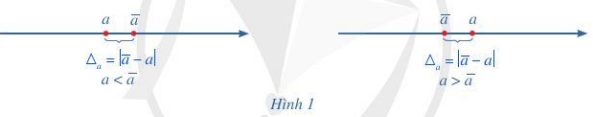 a a̅ a̅ a
Δₐ = |a̅ – a| Δₐ = |a̅ – a|
a < a̅ a > a̅
Hình 1